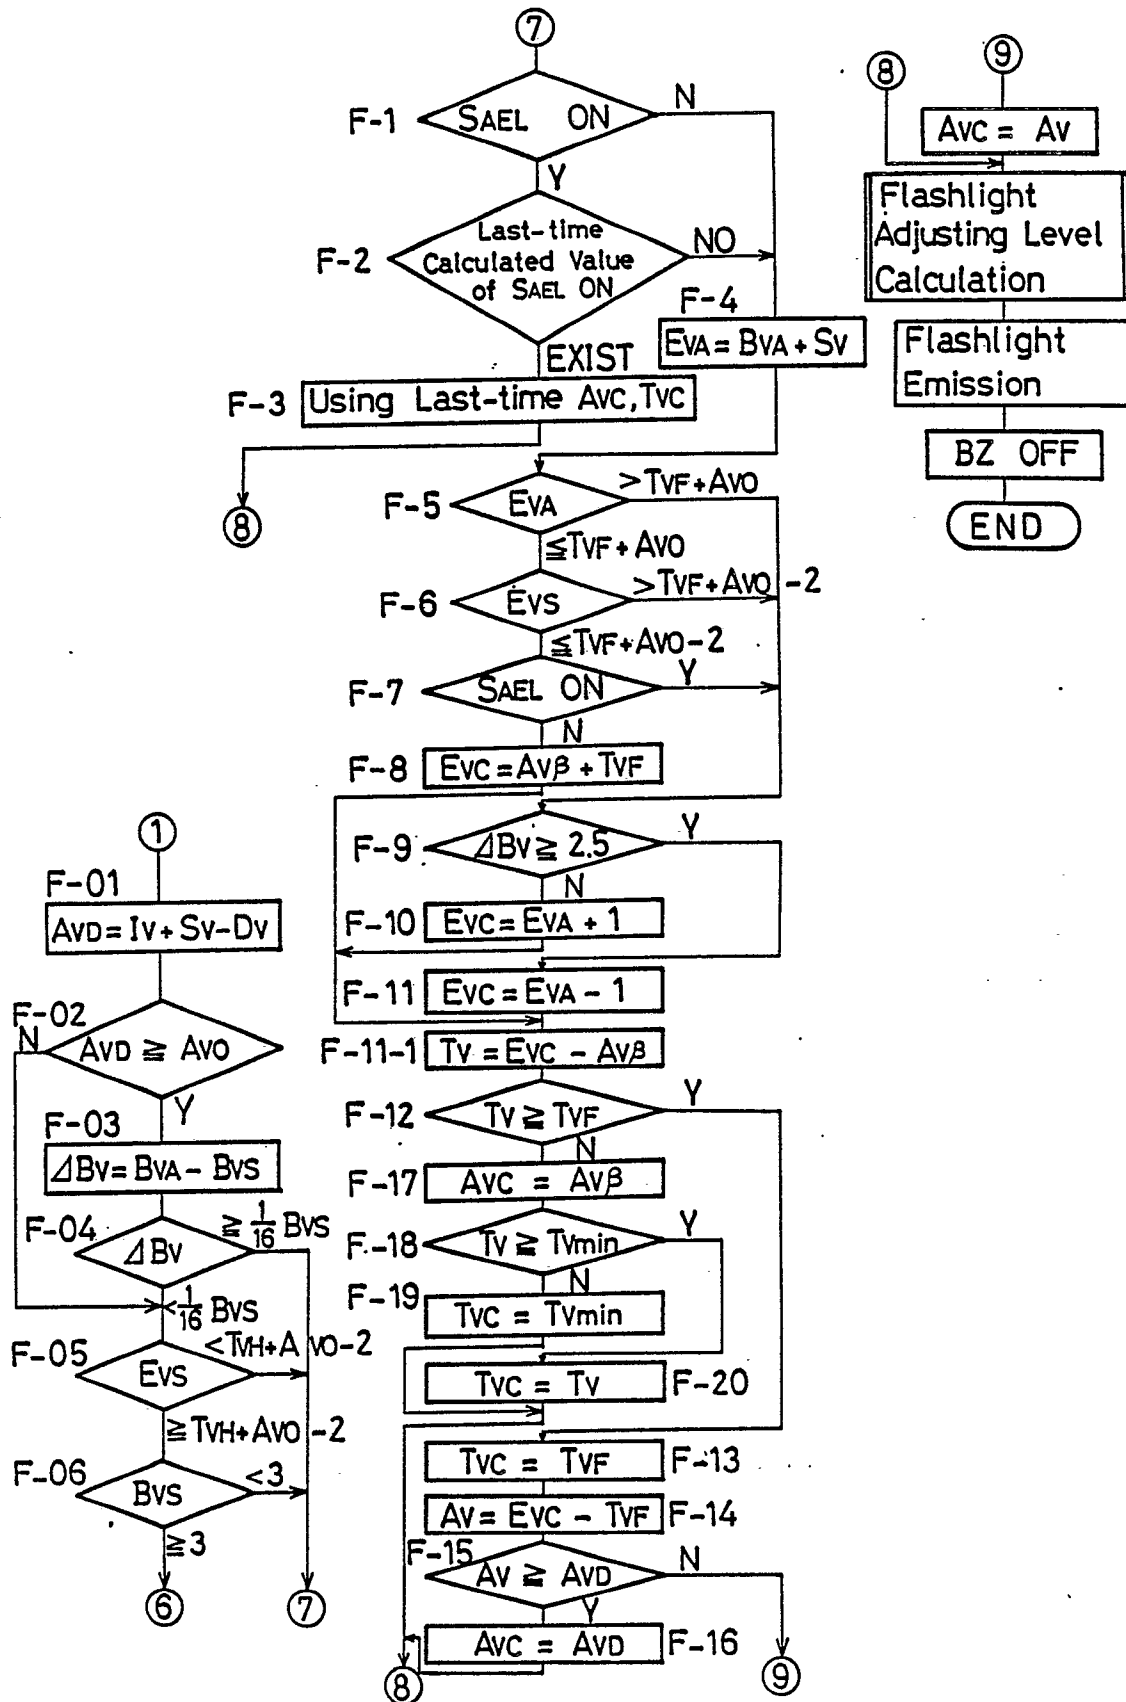 ⑦
F-1
SAEL ON
N
Y
F-2
Last-time
Calculated Value
of SAEL ON
NO
EXIST
F-4
EVA = BVA + SV
F-3
Using Last-time AVC, TVC
⑧
F-5
EVA
> TVF + AVO
≦ TVF + AVO
F-6
EVS
> TVF + AVO - 2
≦ TVF + AVO - 2
F-7
SAEL ON
Y
N
F-8
EVC = AVβ + TVF
F-9
⊿BV ≧ 2.5
Y
N
F-10
EVC = EVA + 1
F-11
EVC = EVA - 1
F-11-1
TV = EVC - AVβ
F-12
TV ≧ TVF
Y
N
F-17
AVC = AVβ
F-18
TV ≧ TVmin
Y
N
F-19
TVC = TVmin
TVC = TV
F-20
TVC = TVF
F-13
AV = EVC - TVF
F-14
F-15
AV ≧ AVD
N
Y
AVC = AVD
F-16
⑧
⑨
①
F-01
AVD = IV + SV - DV
F-02
N
AVD ≧ AVO
Y
F-03
⊿BV = BVA - BVS
F-04
⊿BV
≧ 1/16 BVS
< 1/16 BVS
F-05
EVS
< TVH + AVO - 2
≧ TVH + AVO - 2
F-06
BVS
< 3
≧ 3
⑥
⑦
⑧
⑨
AVC = AV
Flashlight
Adjusting Level
Calculation
Flashlight
Emission
BZ OFF
END